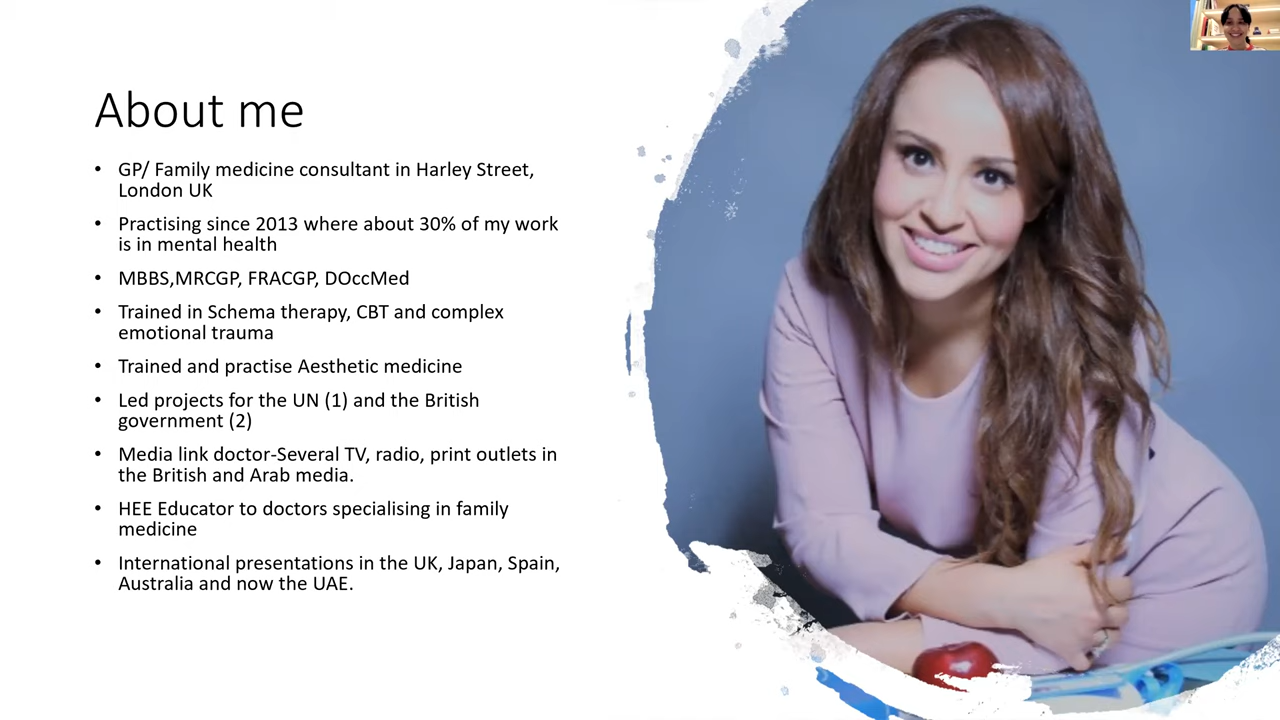 About me
• GP/ Family medicine consultant in Harley Street,
London UK
• Practising since 2013 where about 30% of my work
is in mental health
• MBBS,MRCGP, FRACGP, DOccMed
• Trained in Schema therapy, CBT and complex
emotional trauma
• Trained and practise Aesthetic medicine
• Led projects for the UN (1) and the British
government (2)
• Media link doctor-Several TV, radio, print outlets in
the British and Arab media.
• HEE Educator to doctors specialising in family
medicine
• International presentations in the UK, Japan, Spain,
Australia and now the UAE.